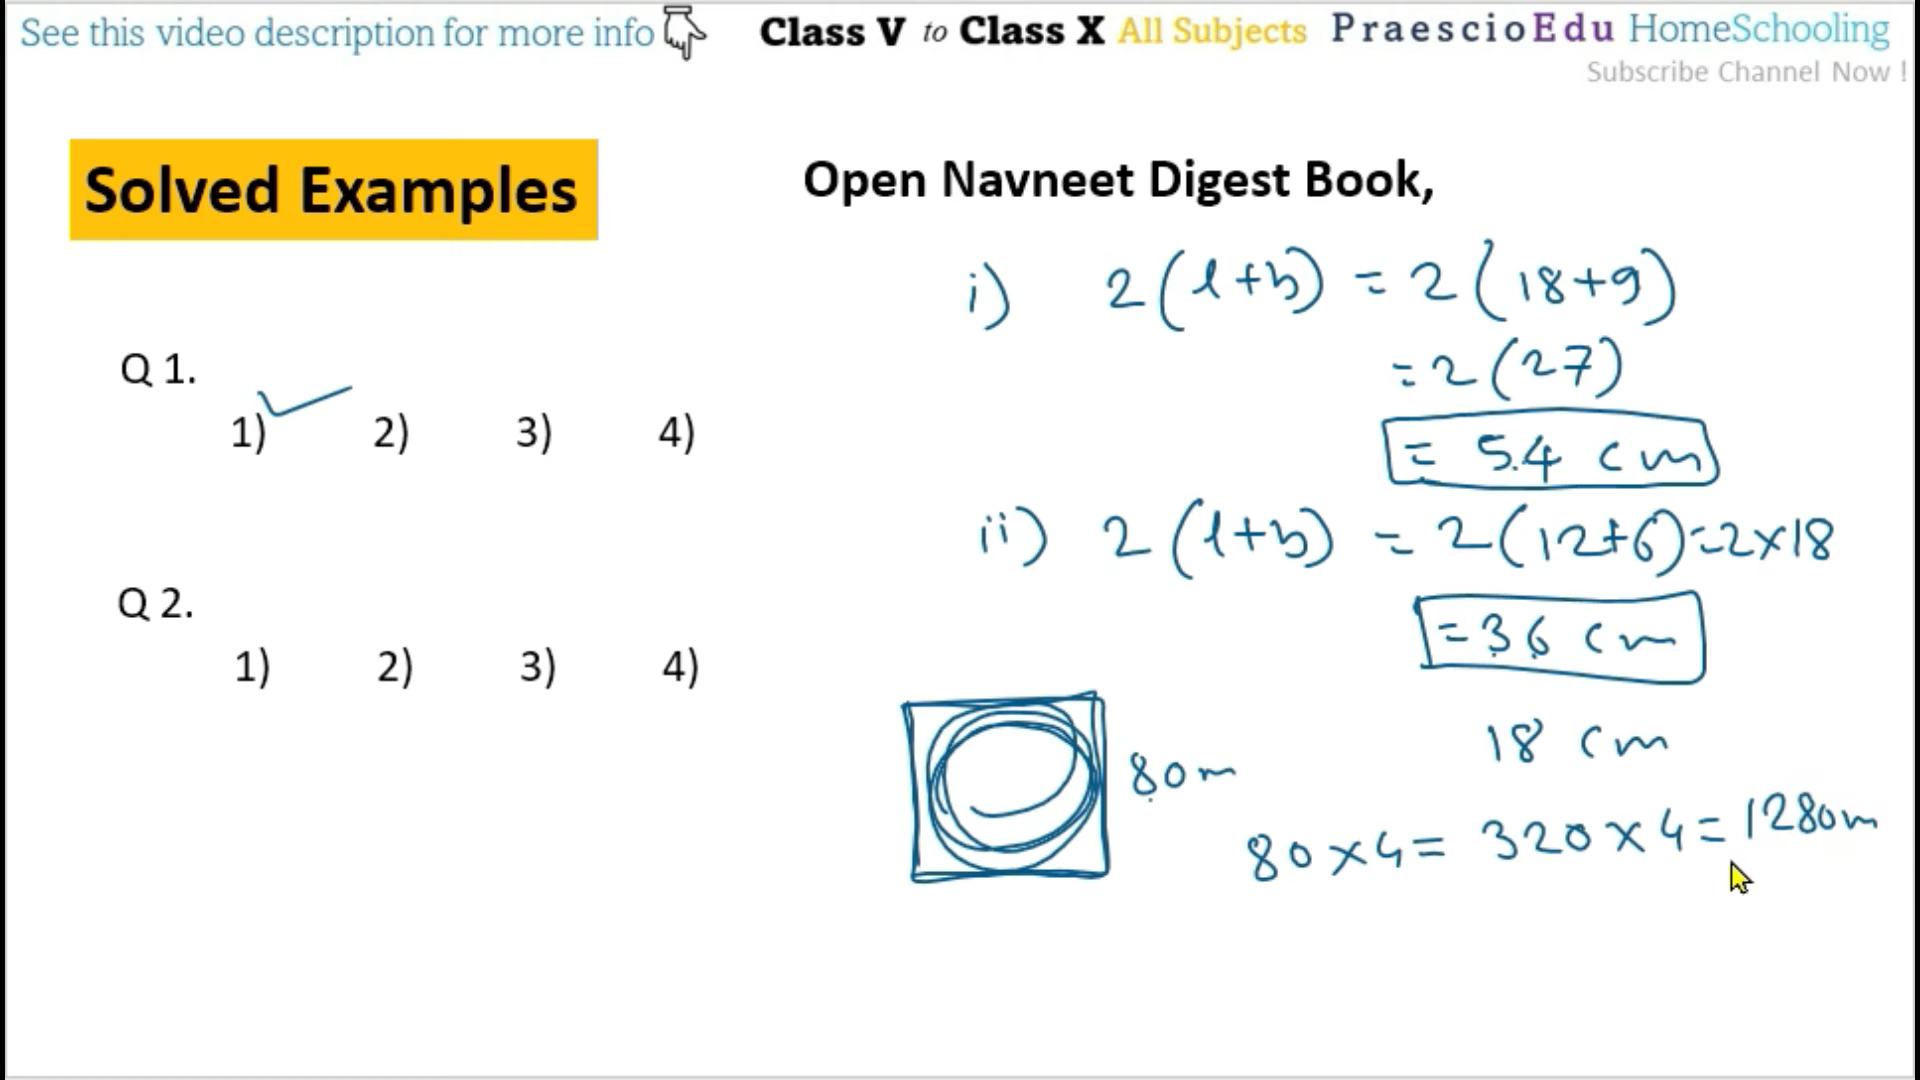 See this video description for more info Class V to Class X All Subjects PraescioEdu HomeSchooling
Subscribe Channel Now !
Solved Examples
Open Navneet Digest Book,
i) 2(l+b) = 2(18+9)
= 2(27)
= 54 cm
ii) 2(l+b) = 2(12+6)=2×18
=36 cm
Q 1.
1) 2) 3) 4)
Q 2.
1) 2) 3) 4)
18 cm
80m
80×4= 320×4=1280m